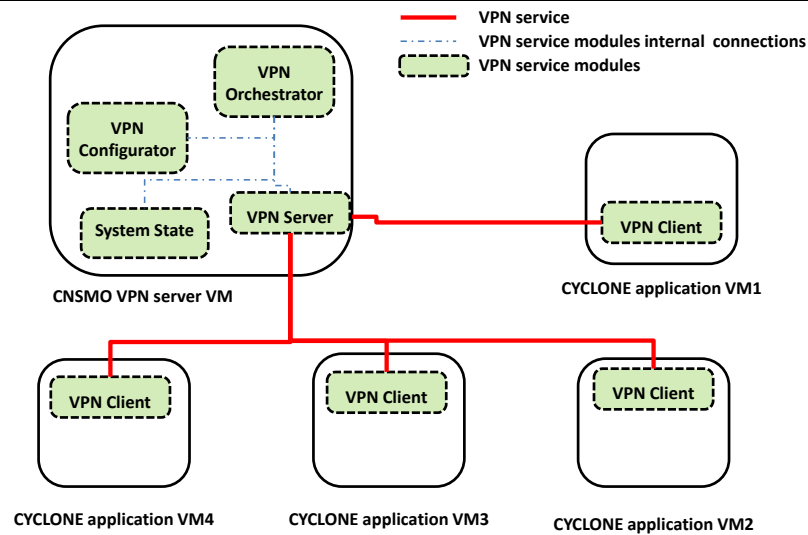 VPN service
VPN service modules internal connections
VPN service modules
VPN
Orchestrator
VPN
Configurator
System State
VPN Server
CNSMO VPN server VM
VPN Client
CYCLONE application VM1
VPN Client
VPN Client
VPN Client
CYCLONE application VM4
CYCLONE application VM3
CYCLONE application VM2